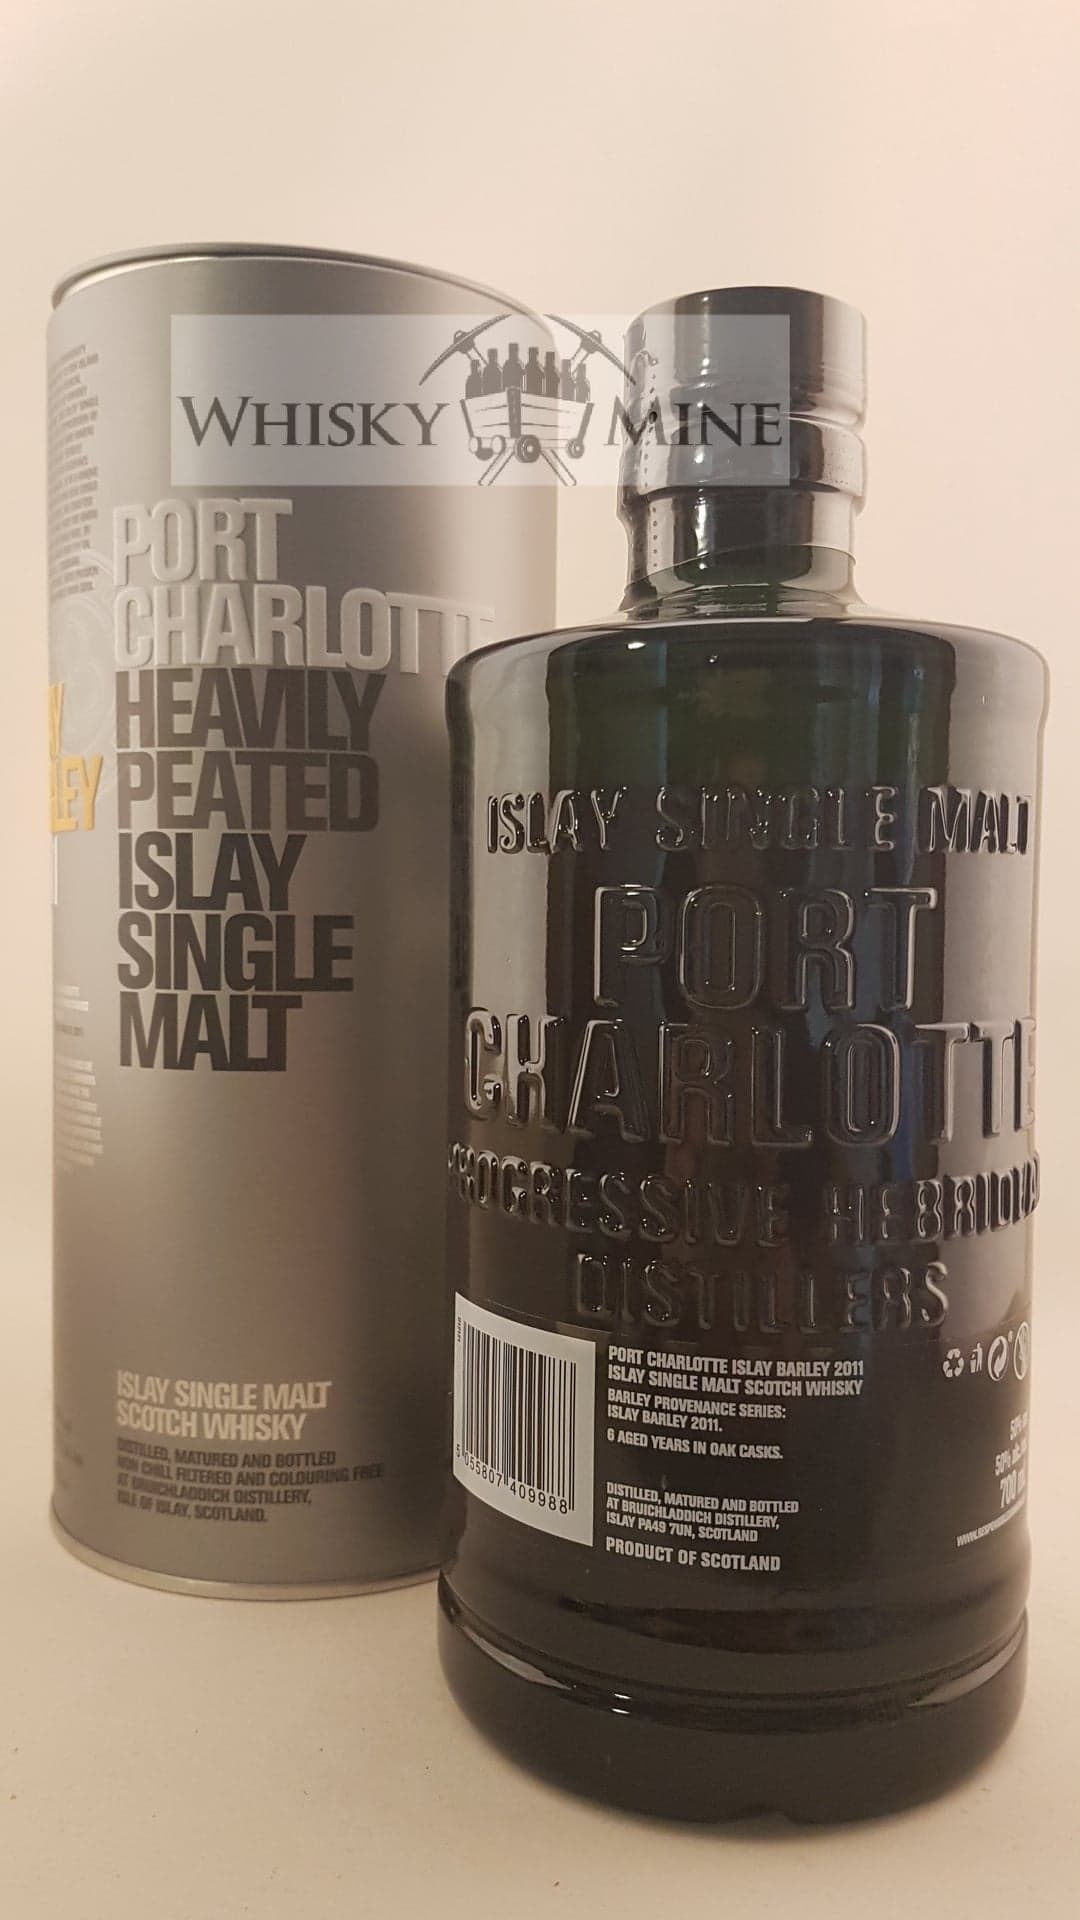 WHISKY MINE
PORT
CHARLOTTE
HEAVILY
PEATED
ISLAY
SINGLE
MALT
ISLAY SINGLE MALT
SCOTCH WHISKY
DISTILLED, MATURED AND BOTTLED
NON CHILL FILTERED AND COLOURING FREE
AT BRUICHLADDICH DISTILLERY,
ISLE OF ISLAY, SCOTLAND.
ISLAY SINGLE MALT
PORT
CHARLOTTE
PROGRESSIVE HEBRIDEAN
DISTILLERS
5 055807 409988
PORT CHARLOTTE ISLAY BARLEY 2011
ISLAY SINGLE MALT SCOTCH WHISKY
BARLEY PROVENANCE SERIES:
ISLAY BARLEY 2011.
6 AGED YEARS IN OAK CASKS.
DISTILLED, MATURED AND BOTTLED
AT BRUICHLADDICH DISTILLERY,
ISLAY PA49 7UN, SCOTLAND
PRODUCT OF SCOTLAND
50%
50%
700